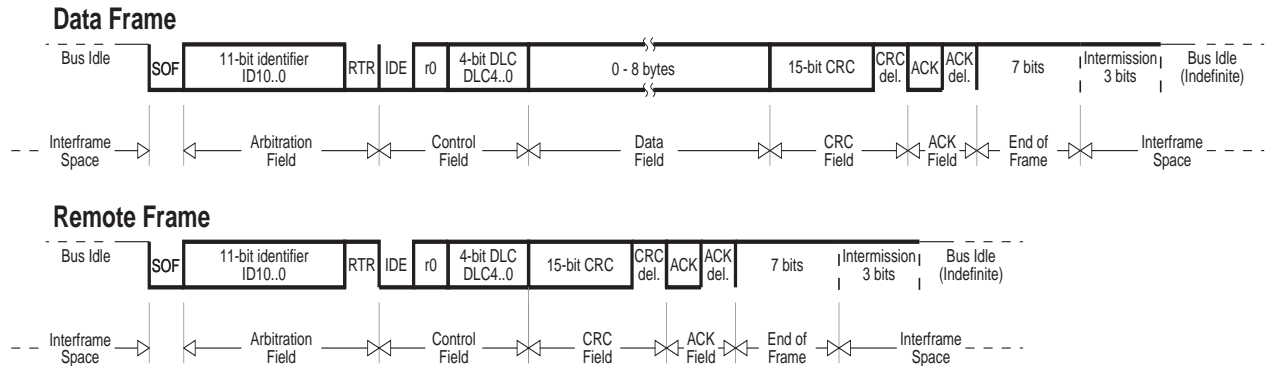 Data Frame
Bus Idle
SOF
11-bit identifier
ID10..0
RTR
IDE
r0
4-bit DLC
DLC4..0
0 - 8 bytes
15-bit CRC
CRC
del.
ACK
ACK
del.
7 bits
Intermission
3 bits
Bus Idle
(Indefinite)
Interframe
Space
Arbitration
Field
Control
Field
Data
Field
CRC
Field
ACK
Field
End of
Frame
Interframe
Space
Remote Frame
Bus Idle
SOF
11-bit identifier
ID10..0
RTR
IDE
r0
4-bit DLC
DLC4..0
15-bit CRC
CRC
del.
ACK
ACK
del.
7 bits
Intermission
3 bits
Bus Idle
(Indefinite)
Interframe
Space
Arbitration
Field
Control
Field
CRC
Field
ACK
Field
End of
Frame
Interframe
Space